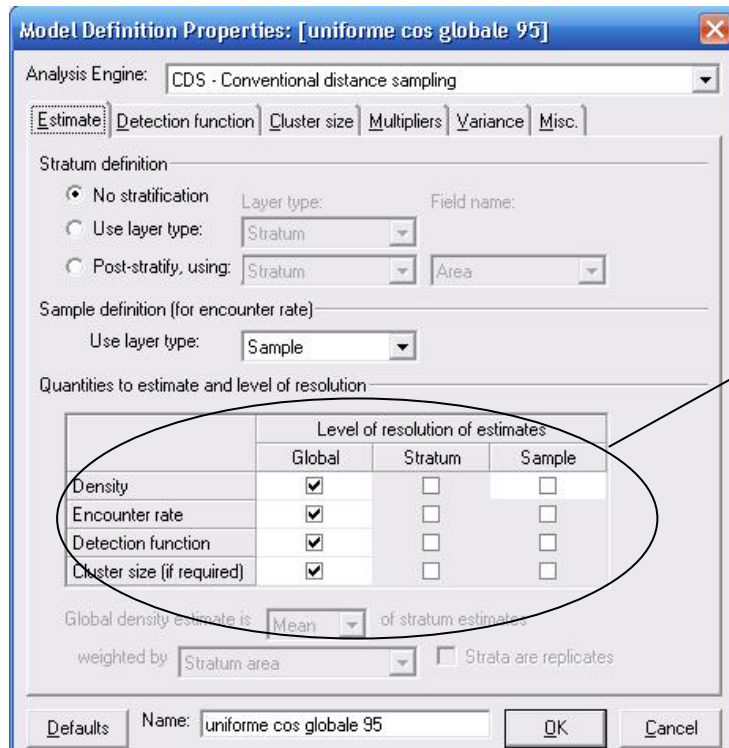 Model Definition Properties: [uniforme cos globale 95]
Analysis Engine: CDS - Conventional distance sampling
Estimate Detection function Cluster size Multipliers Variance Misc.
Stratum definition
No stratification Layer type: Field name:
Use layer type: Stratum
Post-stratify, using: Stratum Area
Sample definition (for encounter rate)
Use layer type: Sample
Quantities to estimate and level of resolution
Level of resolution of estimates
Global Stratum Sample
Density
Encounter rate
Detection function
Cluster size (if required)
Global density estimate is Mean of stratum estimates
weighted by Stratum area Strata are replicates
Defaults Name: uniforme cos globale 95 OK Cancel